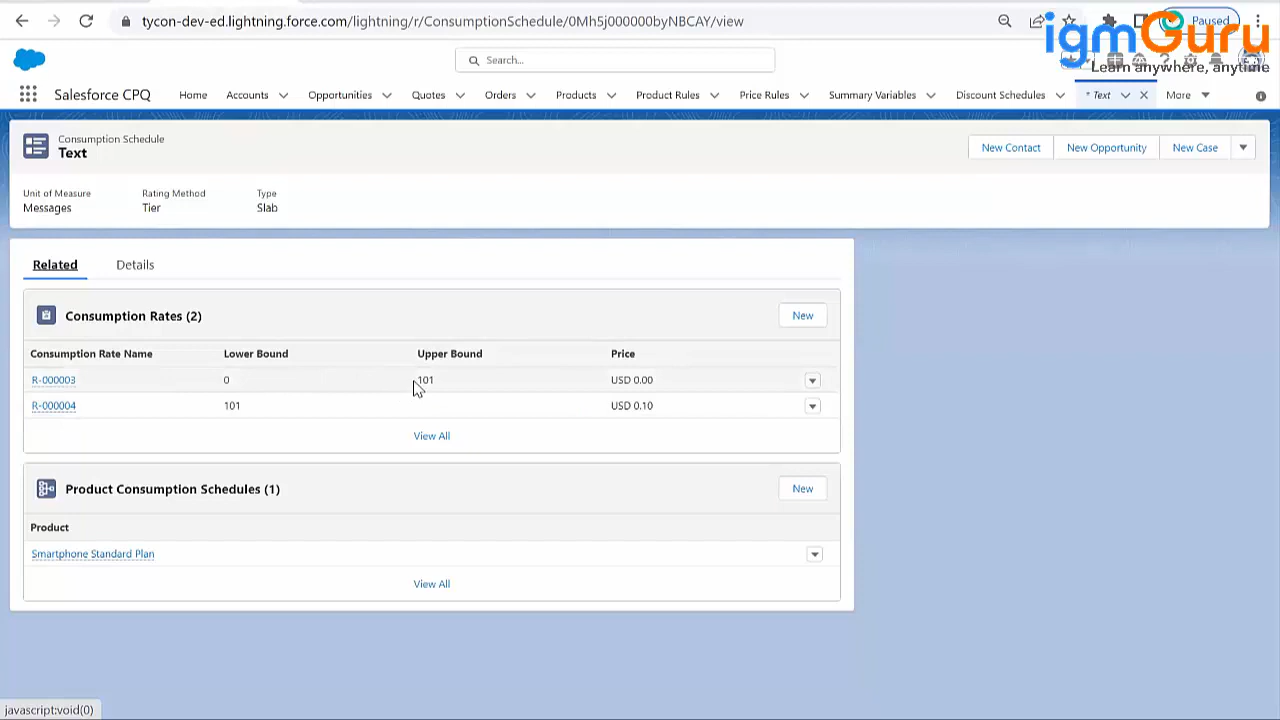 tycon-dev-ed.lightning.force.com/lightning/r/ConsumptionSchedule/0Mh5j000000byNBCAY/view
Paused
igmGuru
Learn anywhere, anytime
Search...
Salesforce CPQ
Home
Accounts
Opportunities
Quotes
Orders
Products
Product Rules
Price Rules
Summary Variables
Discount Schedules
* Text
More
Consumption Schedule
Text
New Contact
New Opportunity
New Case
Unit of Measure
Rating Method
Type
Messages
Tier
Slab
Related
Details
Consumption Rates (2)
New
Consumption Rate Name
Lower Bound
Upper Bound
Price
R-000003
0
101
USD 0.00
R-000004
101
USD 0.10
View All
Product Consumption Schedules (1)
New
Product
Smartphone Standard Plan
View All
javascript:void(0)